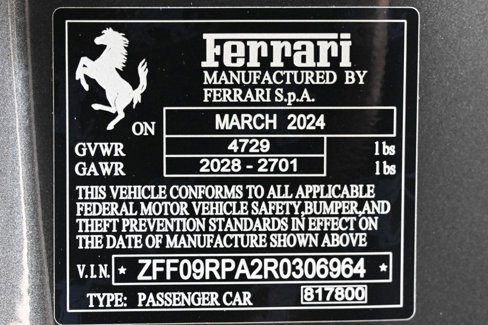 Ferrari
MANUFACTURED BY
FERRARI S.p.A.
ON MARCH 2024
GVWR 4729 lbs
GAWR 2028 - 2701 lbs
THIS VEHICLE CONFORMS TO ALL APPLICABLE
FEDERAL MOTOR VEHICLE SAFETY,BUMPER,AND
THEFT PREVENTION STANDARDS IN EFFECT ON
THE DATE OF MANUFACTURE SHOWN ABOVE
V.I.N. * ZFF09RPA2R0306964 *
TYPE: PASSENGER CAR 817800